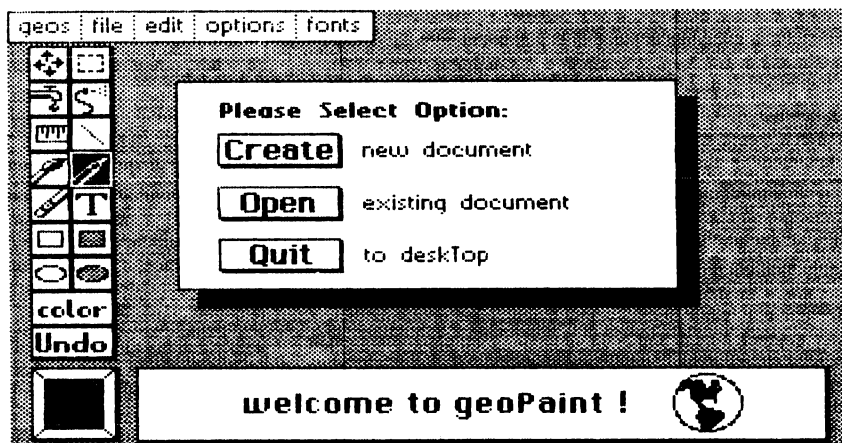 geos file edit options fonts
Please Select Option:
Create new document
Open existing document
Quit to deskTop
T
color
Undo
welcome to geoPaint !